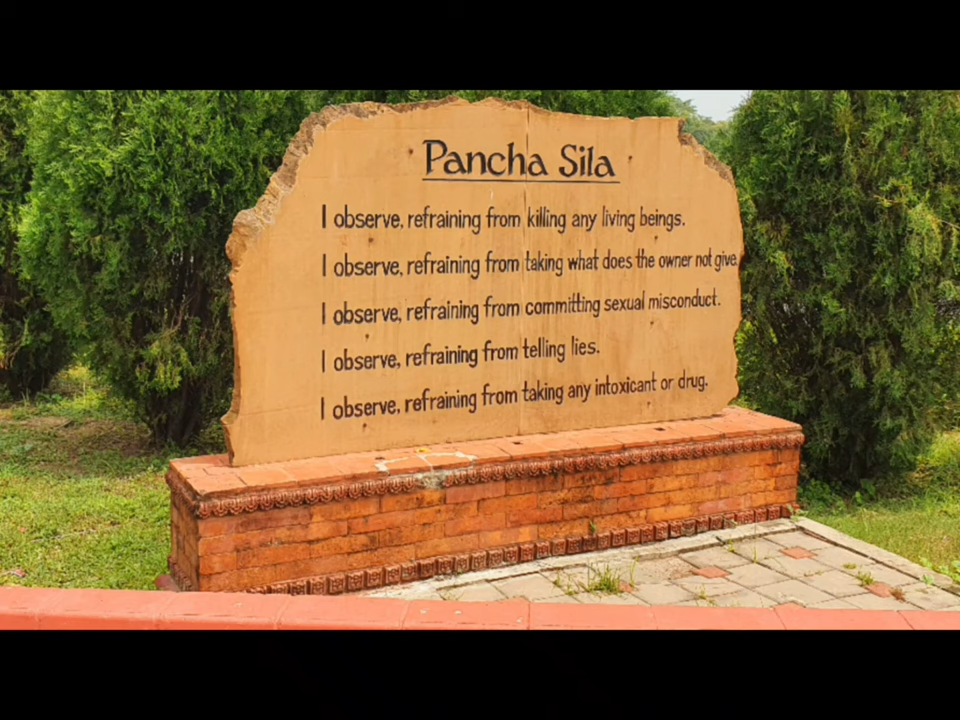 Pancha Sila
I observe, refraining from killing any living beings.
I observe, refraining from taking what does the owner not give.
I observe, refraining from committing sexual misconduct.
I observe, refraining from telling lies.
I observe, refraining from taking any intoxicant or drug.